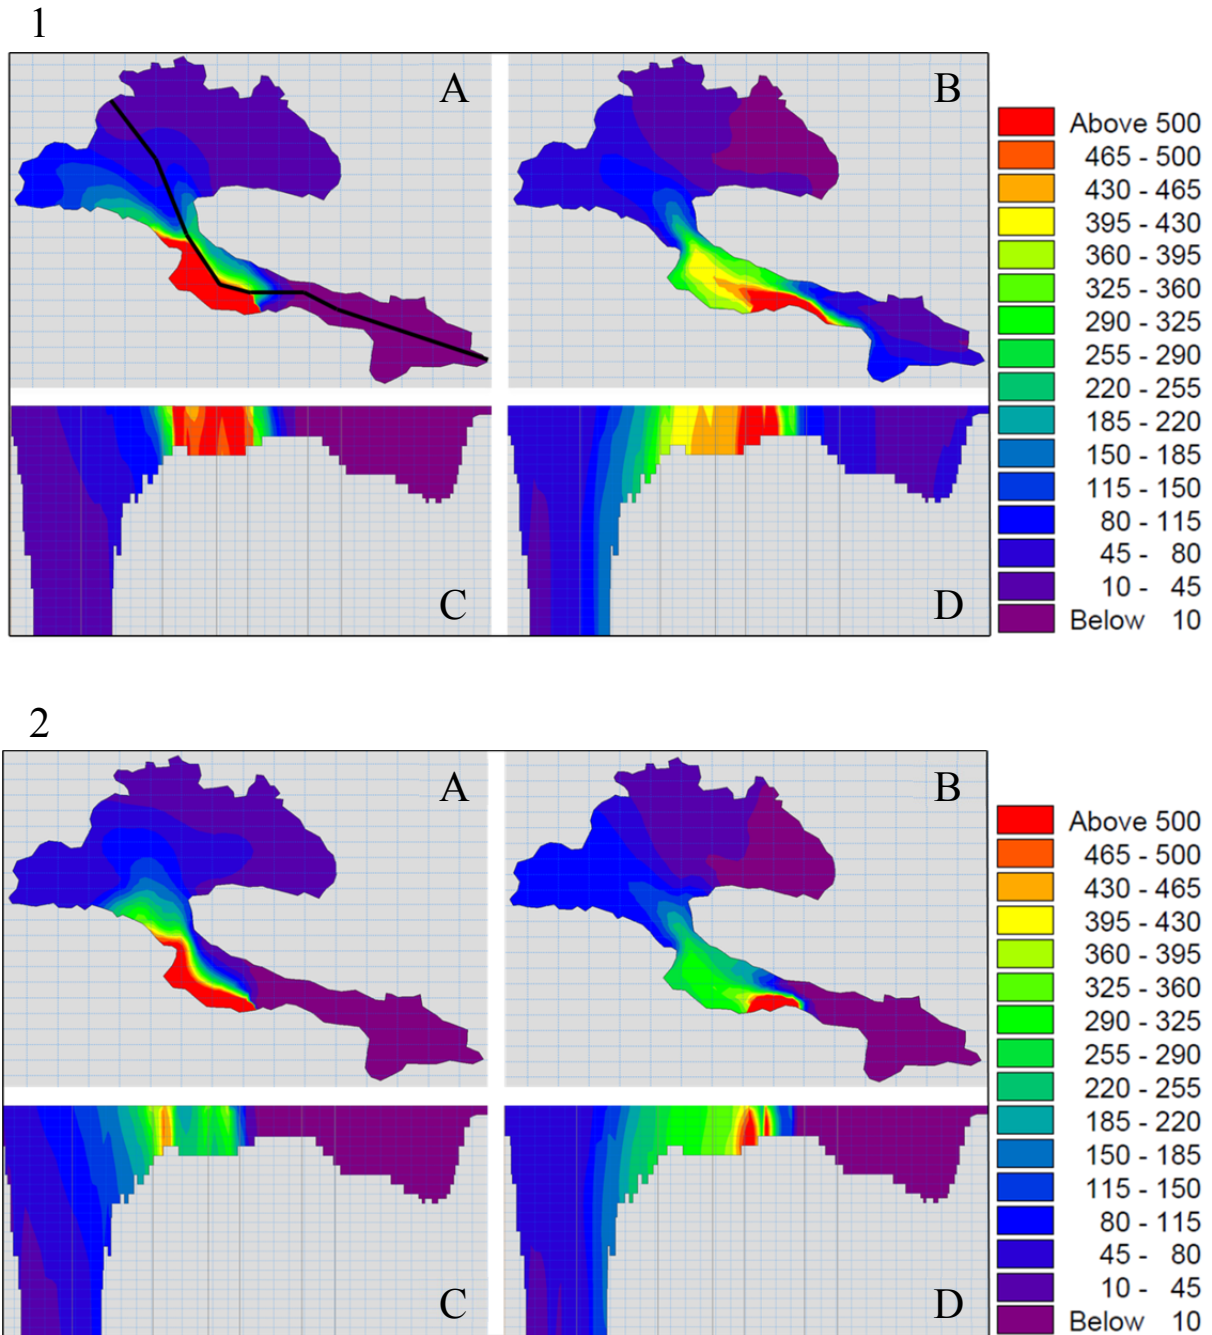 1
A
B
C
D
Above 500
465 - 500
430 - 465
395 - 430
360 - 395
325 - 360
290 - 325
255 - 290
220 - 255
185 - 220
150 - 185
115 - 150
80 - 115
45 - 80
10 - 45
Below 10
2
A
B
C
D
Above 500
465 - 500
430 - 465
395 - 430
360 - 395
325 - 360
290 - 325
255 - 290
220 - 255
185 - 220
150 - 185
115 - 150
80 - 115
45 - 80
10 - 45
Below 10